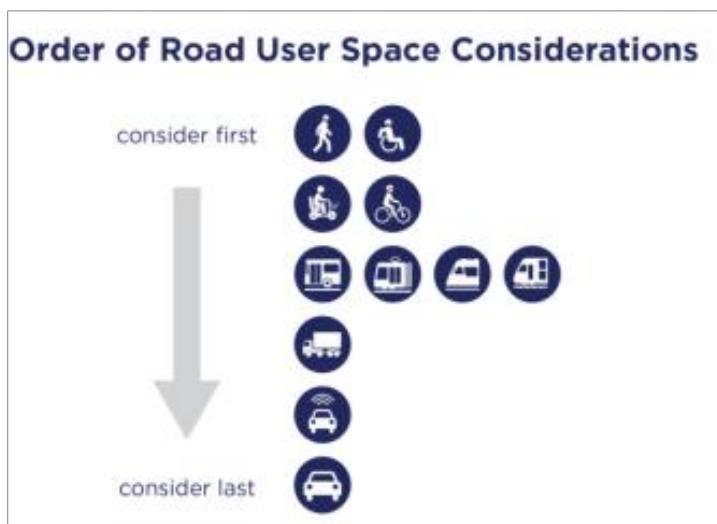 Order of Road User Space Considerations
consider first
consider last